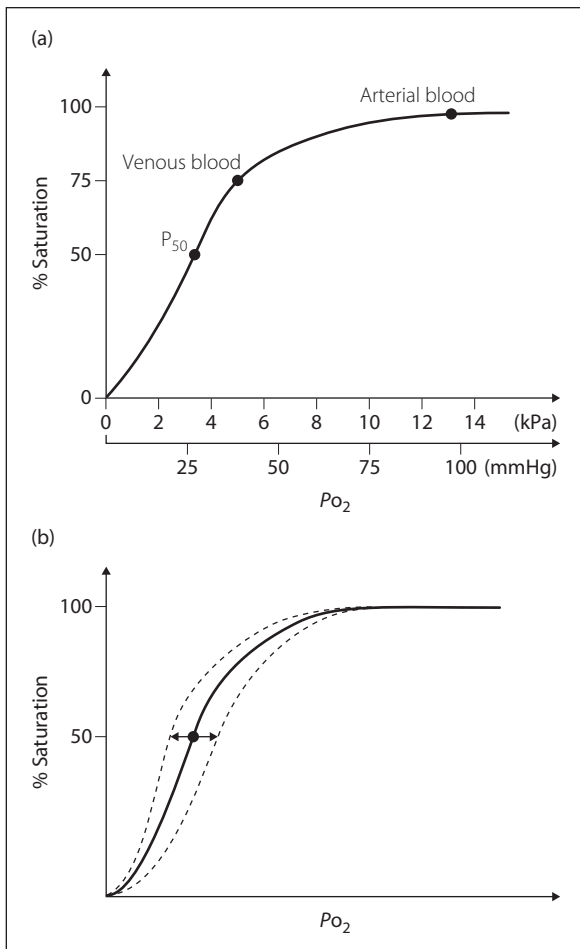 (a)
100
75
50
0
% Saturation
Arterial blood
Venous blood
P50
0 2 4 6 8 10 12 14 (kPa)
25 50 75 100 (mmHg)
Po2
(b)
100
50
% Saturation
Po2